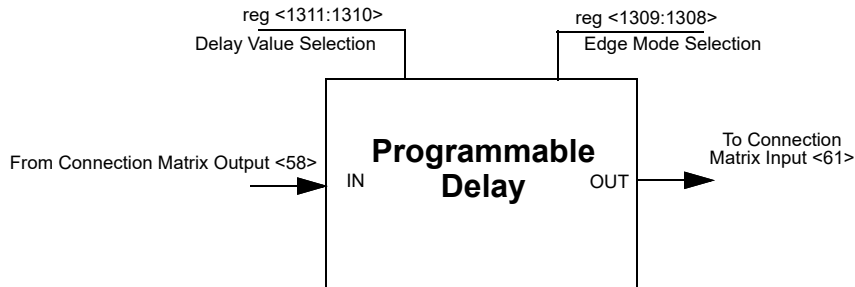 reg <1311:1310>
Delay Value Selection
reg <1309:1308>
Edge Mode Selection
From Connection Matrix Output <58>
IN
Programmable
Delay
OUT
To Connection
Matrix Input <61>